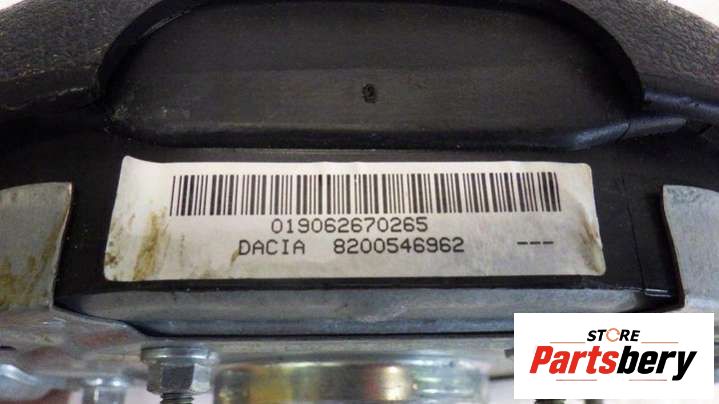 019062670265
DACIA 8200546962 ---
STORE
Partsbery